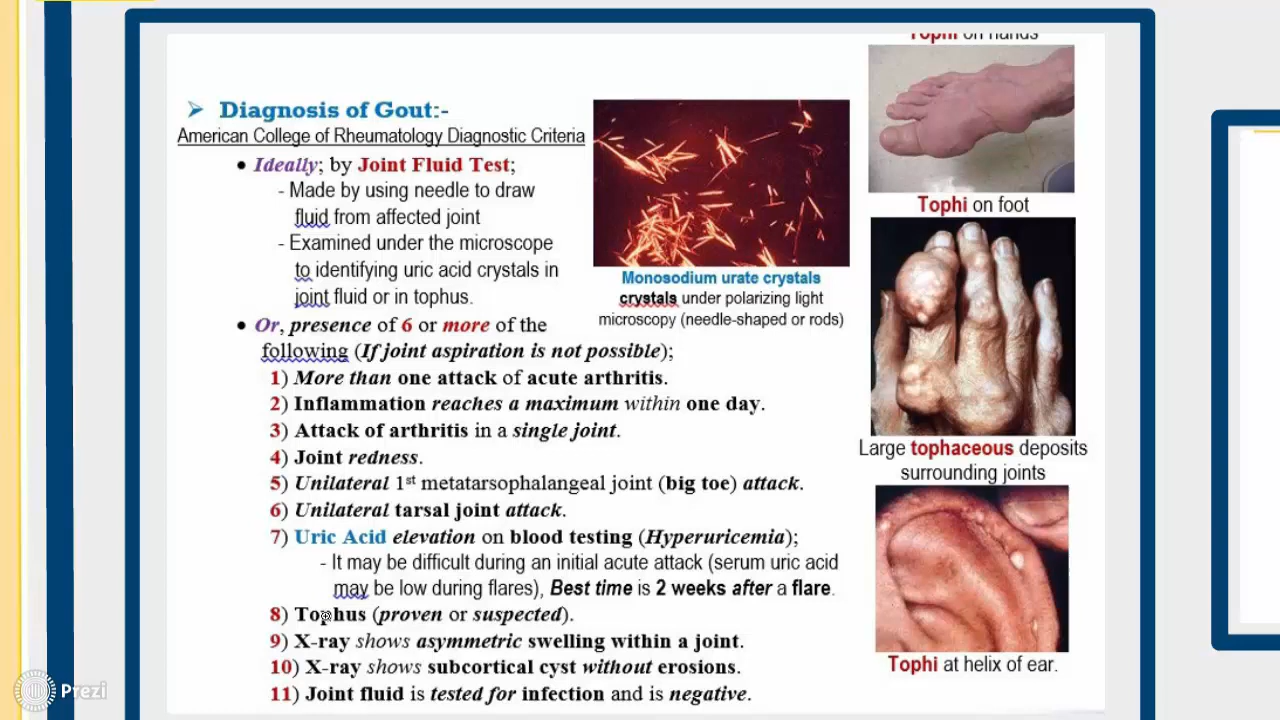 Tophi on hands
➤ Diagnosis of Gout:-
American College of Rheumatology Diagnostic Criteria
• Ideally; by Joint Fluid Test;
- Made by using needle to draw
fluid from affected joint
- Examined under the microscope
to identifying uric acid crystals in
joint fluid or in tophus.
• Or, presence of 6 or more of the
following (If joint aspiration is not possible);
1) More than one attack of acute arthritis.
2) Inflammation reaches a maximum within one day.
3) Attack of arthritis in a single joint.
4) Joint redness.
5) Unilateral 1st metatarsophalangeal joint (big toe) attack.
6) Unilateral tarsal joint attack.
7) Uric Acid elevation on blood testing (Hyperuricemia);
- It may be difficult during an initial acute attack (serum uric acid
may be low during flares), Best time is 2 weeks after a flare.
8) Tophus (proven or suspected).
9) X-ray shows asymmetric swelling within a joint.
10) X-ray shows subcortical cyst without erosions.
11) Joint fluid is tested for infection and is negative.
Monosodium urate crystals
crystals under polarizing light
microscopy (needle-shaped or rods)
Tophi on foot
Large tophaceous deposits
surrounding joints
Tophi at helix of ear.
Prezi